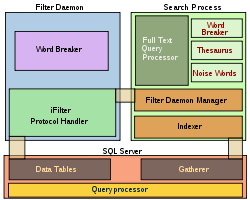 Filter Daemon
Search Process
Word Breaker
Full Text
Query
Processor
Word
Breaker
Thesaurus
Noise Words
iFilter
Protocol Handler
Filter Daemon Manager
Indexer
SQL Server
Data Tables
Gatherer
Query processor